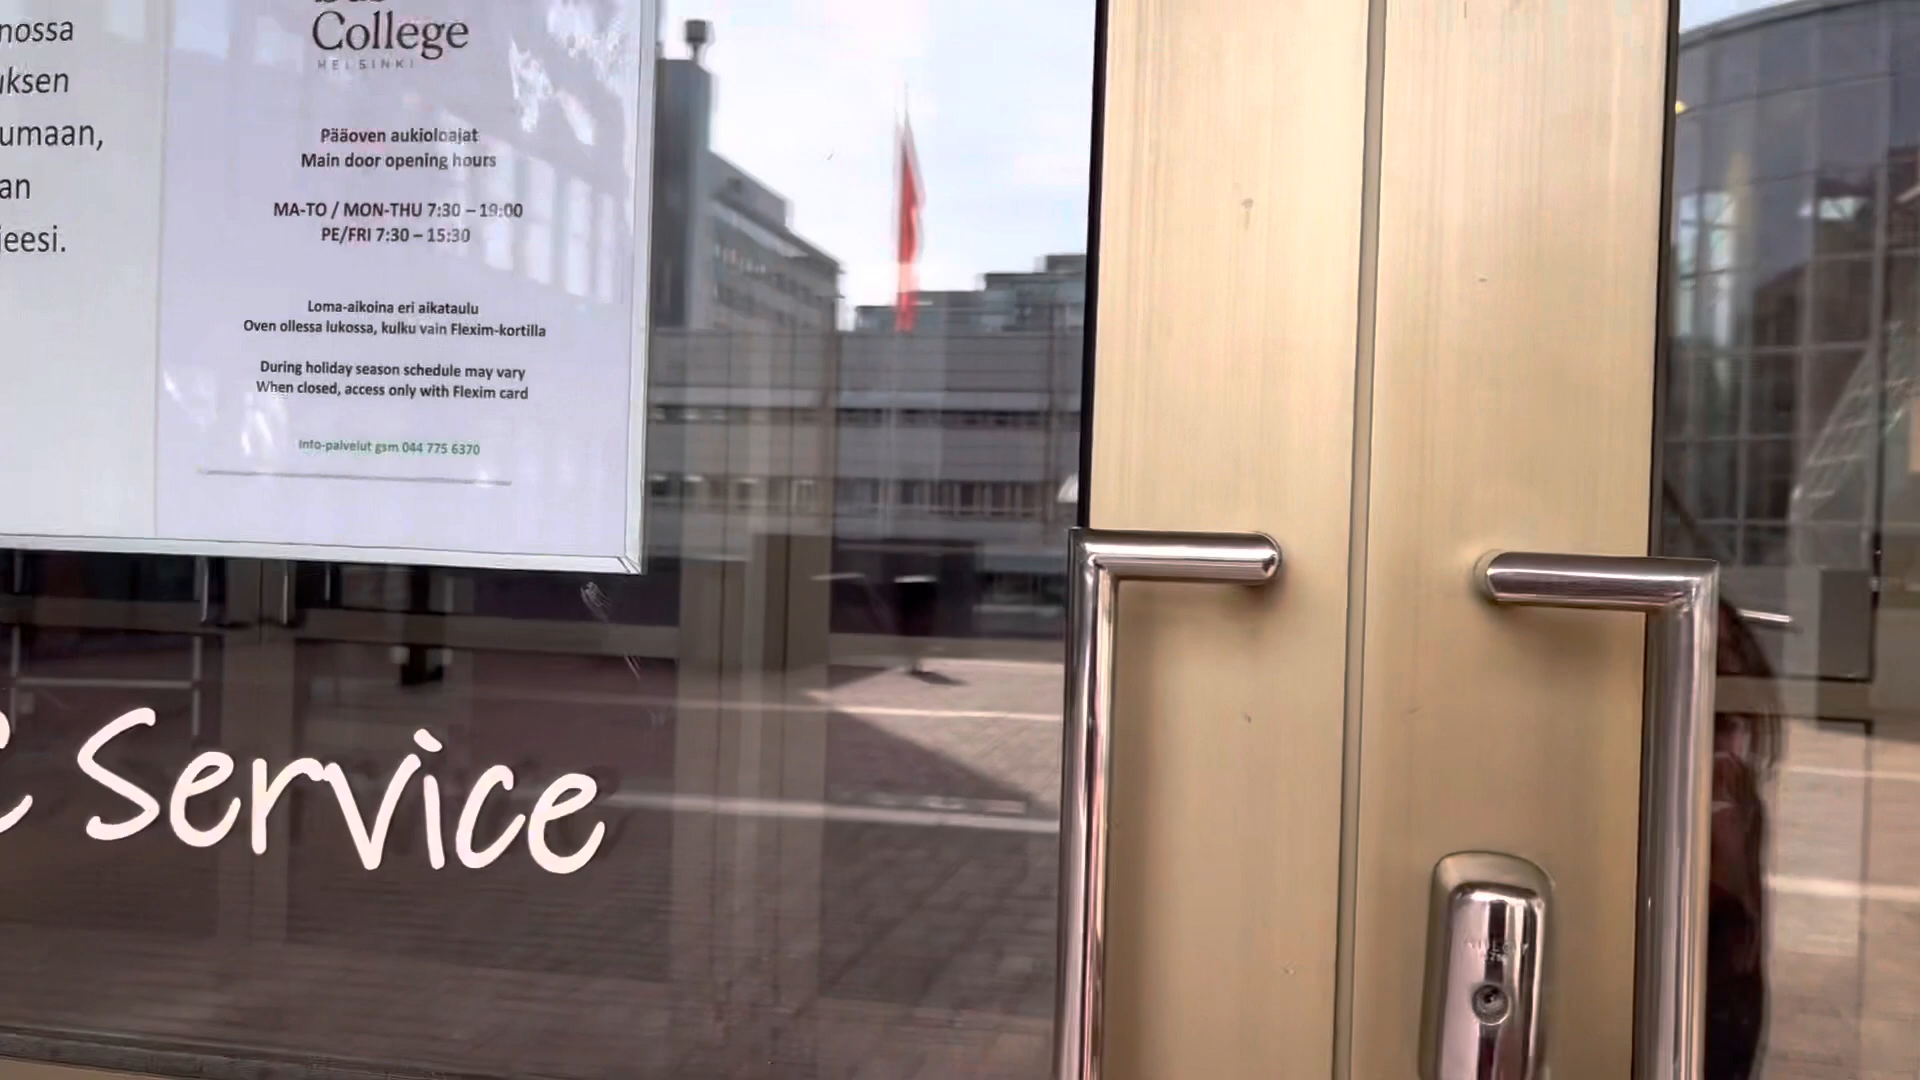 nossa
uksen
umaan,
an
jeesi.
College
HELSINKI
Pääoven aukioloajat
Main door opening hours
MA-TO / MON-THU 7:30 – 19:00
PE/FRI 7:30 – 15:30
Loma-aikoina eri aikataulu
Oven ollessa lukossa, kulku vain Flexim-kortilla
During holiday season schedule may vary
When closed, access only with Flexim card
Info-palvelut gsm 044 775 6370
Service